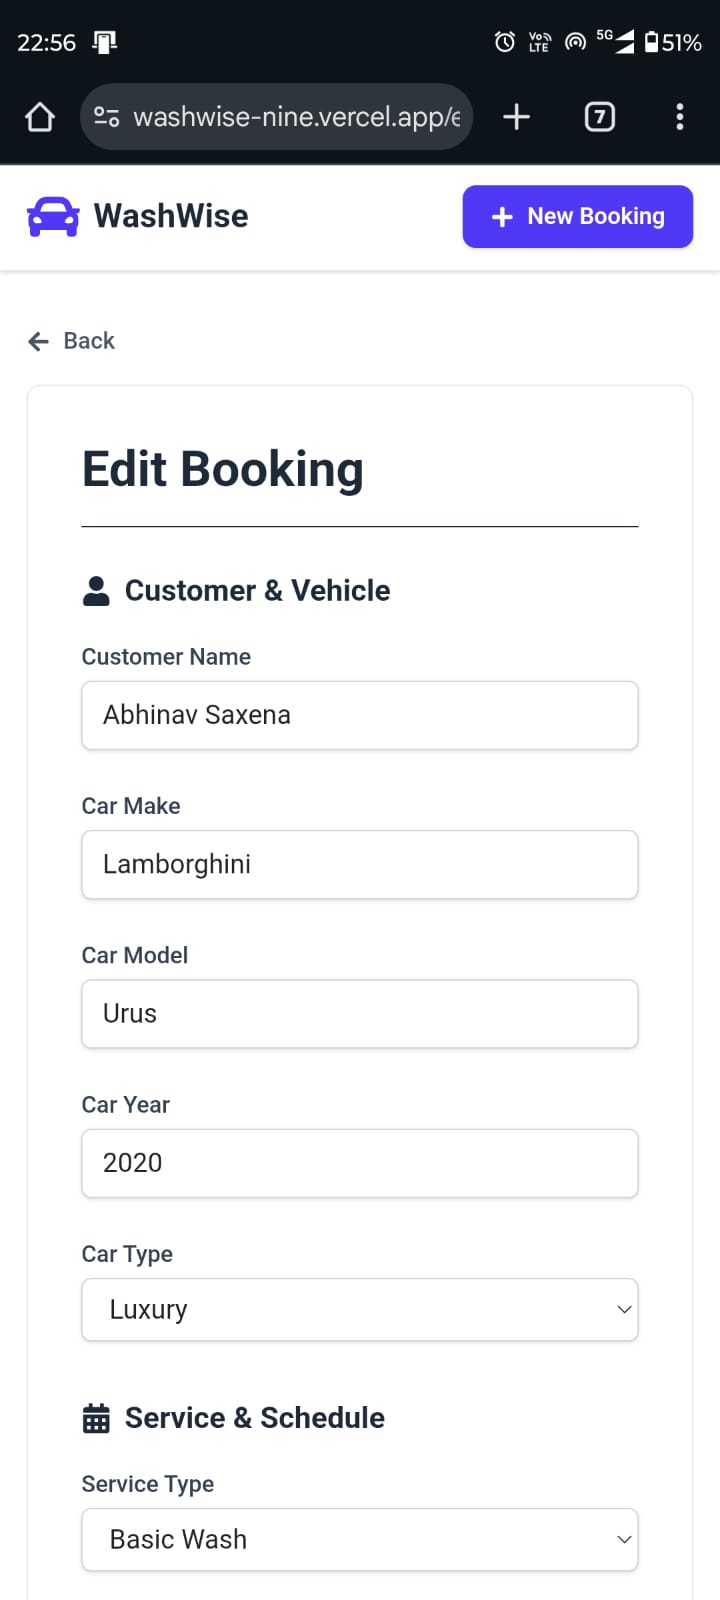 22:56 Vo LTE 5G 51%
washwise-nine.vercel.app/e 7
WashWise + New Booking
← Back
Edit Booking
Customer & Vehicle
Customer Name
Abhinav Saxena
Car Make
Lamborghini
Car Model
Urus
Car Year
2020
Car Type
Luxury
Service & Schedule
Service Type
Basic Wash